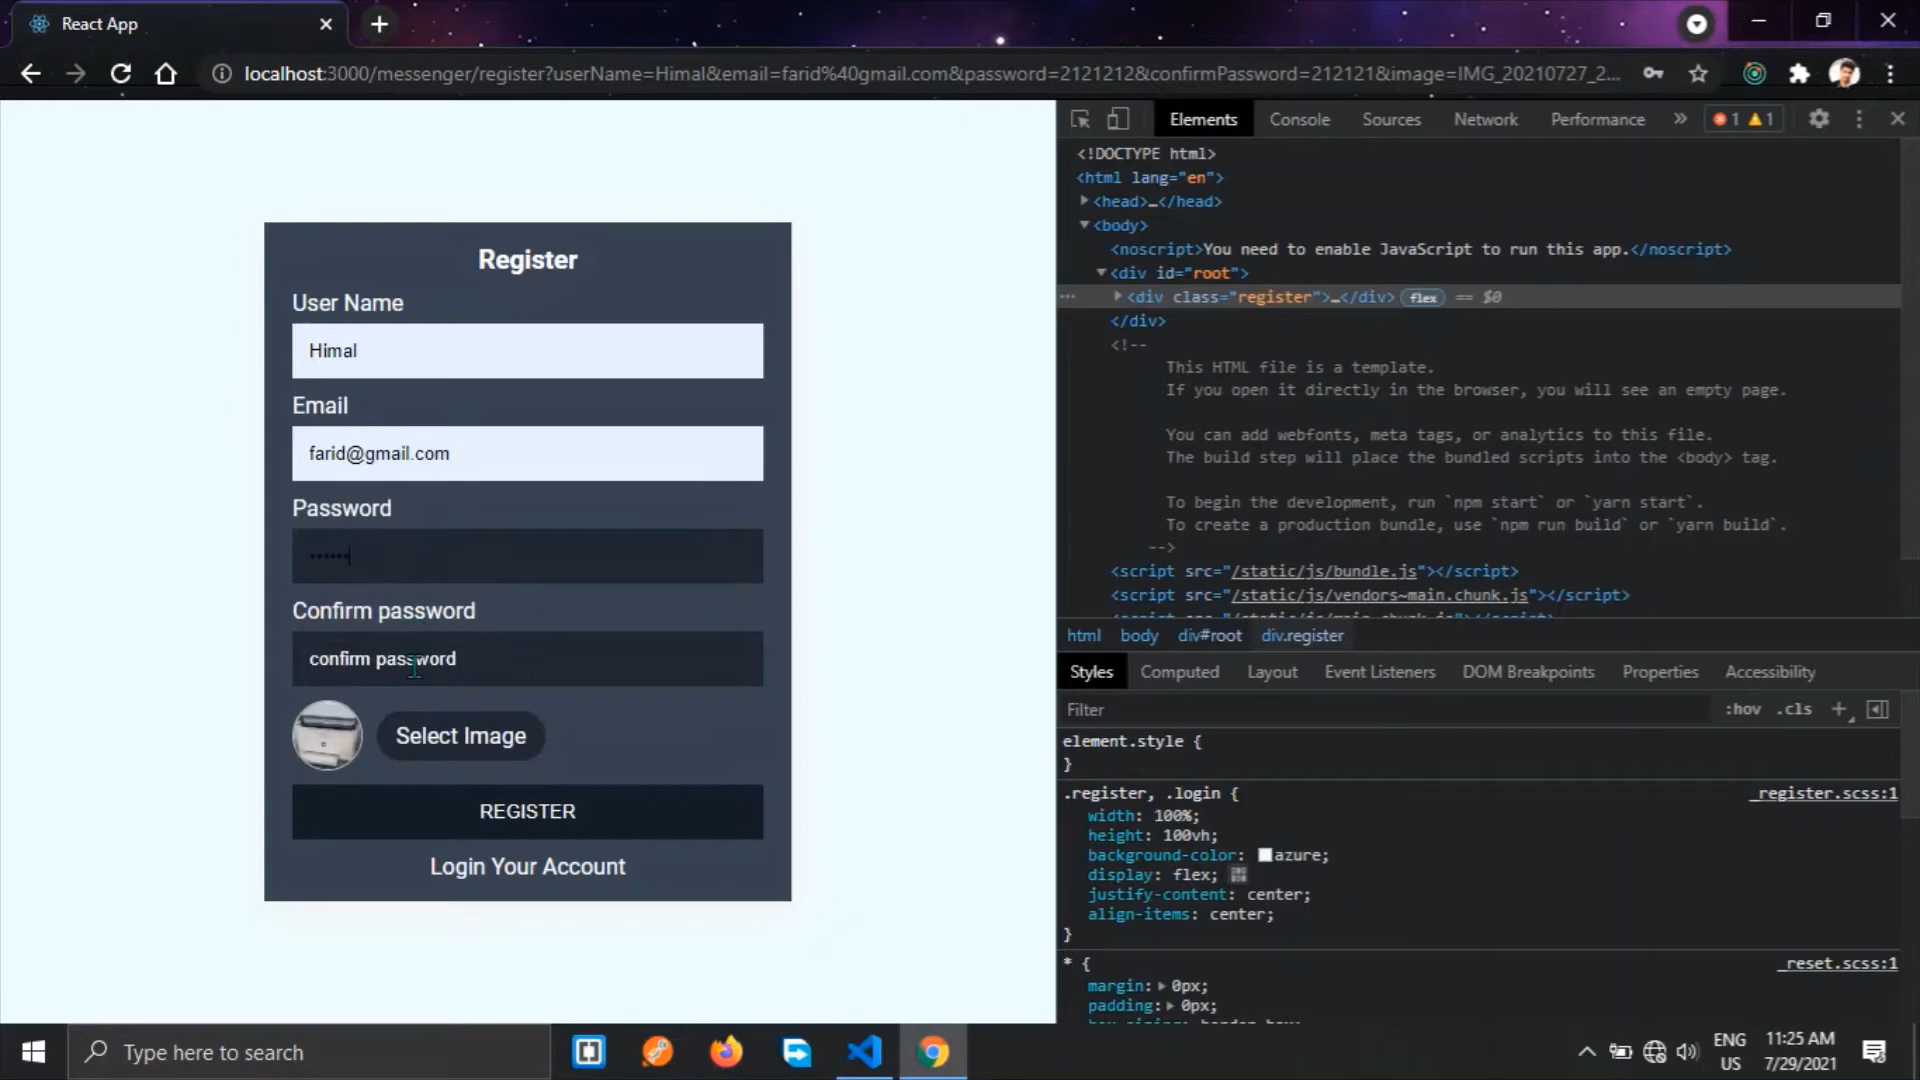 React App
localhost:3000/messenger/register?userName=Himal&email=farid%40gmail.com&password=2121212&confirmPassword=212121&image=IMG_20210727_2...
Register
User Name
Himal
Email
farid@gmail.com
Password
Confirm password
confirm password
Select Image
REGISTER
Login Your Account
Elements Console Sources Network Performance » 1 1
<!DOCTYPE html>
<html lang="en">
<head>…</head>
<body>
<noscript>You need to enable JavaScript to run this app.</noscript>
<div id="root">
<div class="register">…</div> flex == $0
</div>
<!--
This HTML file is a template.
If you open it directly in the browser, you will see an empty page.
You can add webfonts, meta tags, or analytics to this file.
The build step will place the bundled scripts into the <body> tag.
To begin the development, run `npm start` or `yarn start`.
To create a production bundle, use `npm run build` or `yarn build`.
-->
<script src="/static/js/bundle.js"></script>
<script src="/static/js/vendors~main.chunk.js"></script>
html body div#root div.register
Styles Computed Layout Event Listeners DOM Breakpoints Properties Accessibility
Filter :hov .cls +
element.style {
}
.register, .login { _register.scss:1
width: 100%;
height: 100vh;
background-color: azure;
display: flex;
justify-content: center;
align-items: center;
}
* { _reset.scss:1
margin: 0px;
padding: 0px;
Type here to search
ENG
US
11:25 AM
7/29/2021